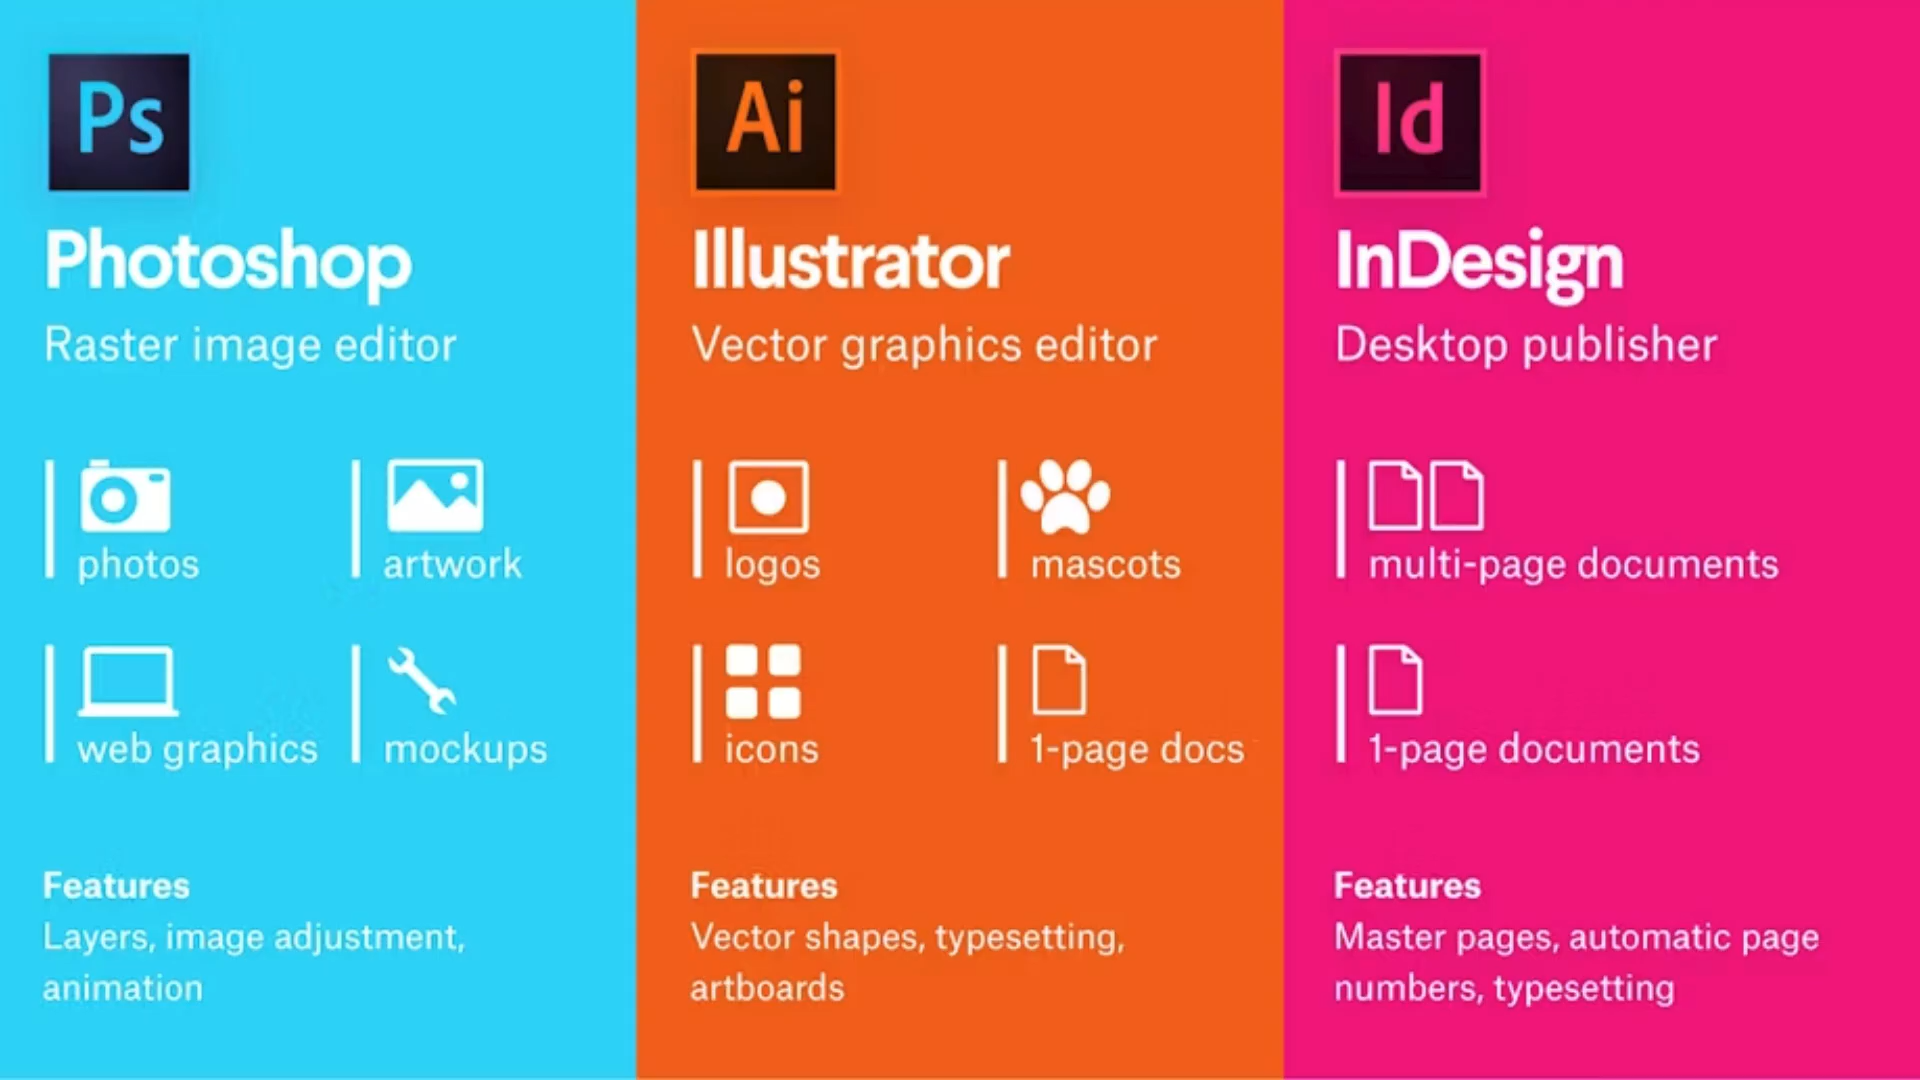 Ps
Photoshop
Raster image editor
photos
artwork
web graphics
mockups
Features
Layers, image adjustment,
animation
Ai
Illustrator
Vector graphics editor
logos
mascots
icons
1-page docs
Features
Vector shapes, typesetting,
artboards
Id
InDesign
Desktop publisher
multi-page documents
1-page documents
Features
Master pages, automatic page
numbers, typesetting